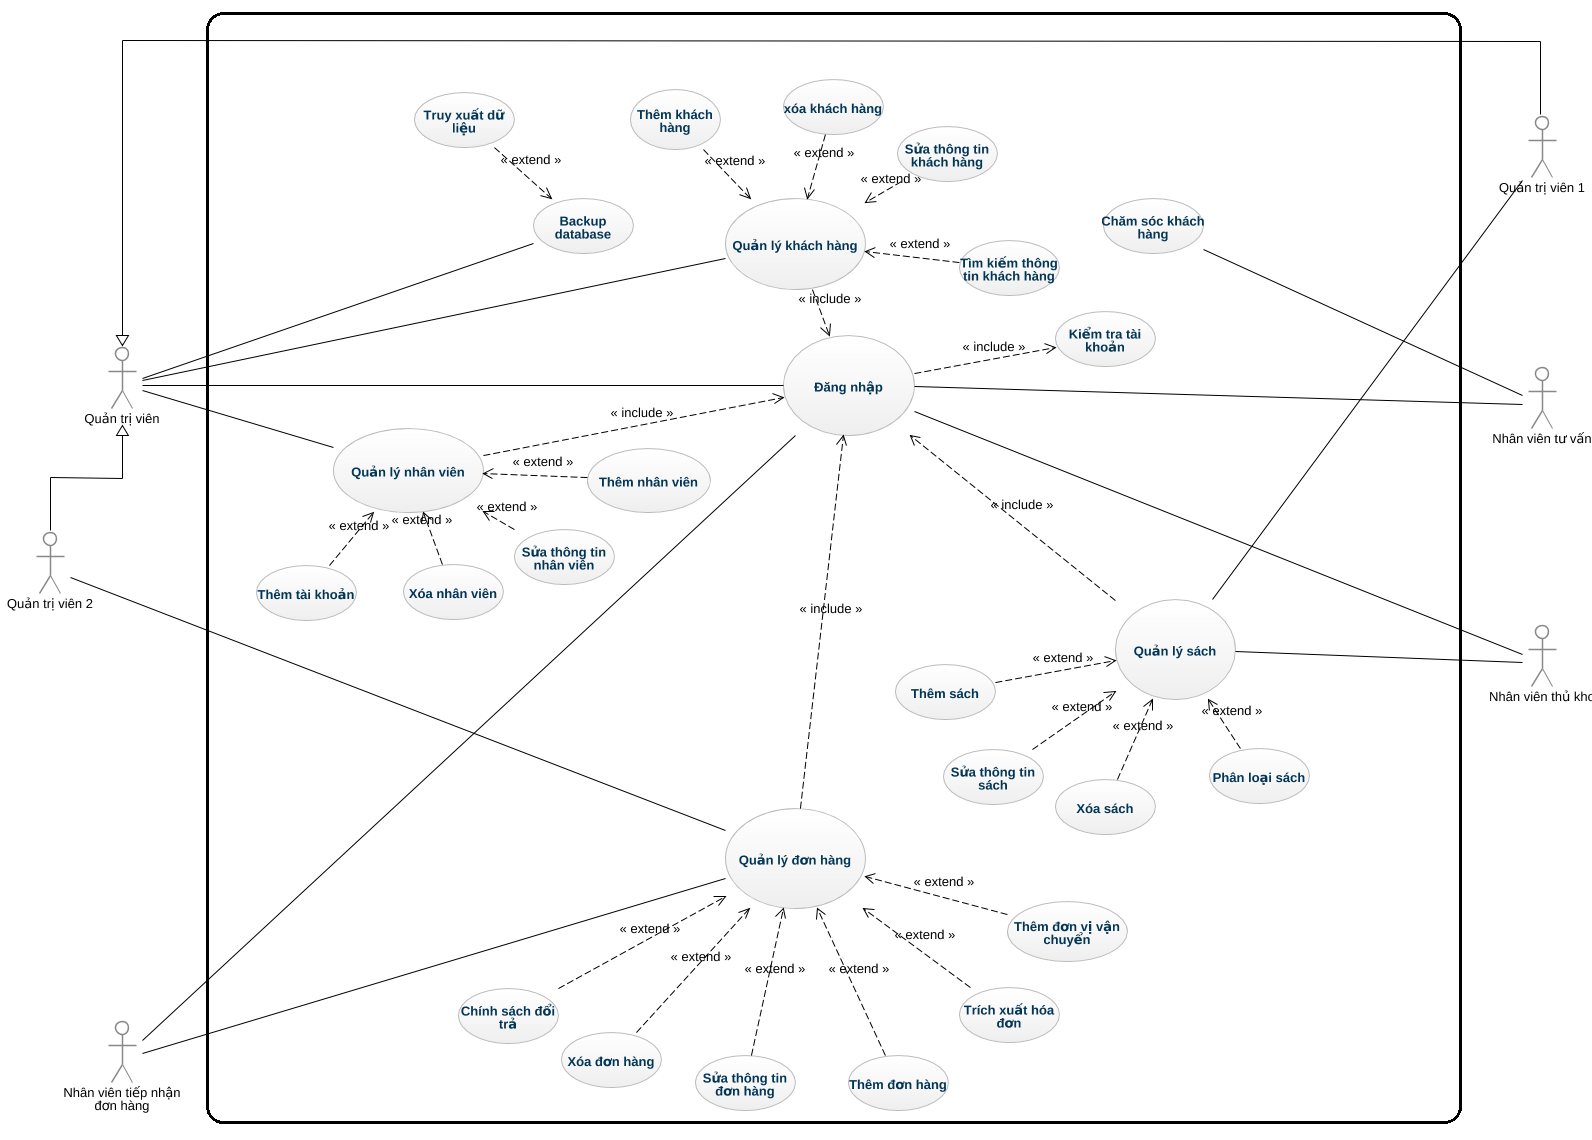 Truy xuất dữ
liệu
« extend »
Backup
database
Thêm khách
hàng
« extend »
xóa khách hàng
« extend »
Sửa thông tin
khách hàng
« extend »
Quản lý khách hàng
« extend »
Tìm kiếm thông
tin khách hàng
« include »
Chăm sóc khách
hàng
Quản trị viên 1
Kiểm tra tài
khoản
« include »
Đăng nhập
Quản trị viên
Nhân viên tư vấn
« include »
Quản lý nhân viên
« extend »
Thêm nhân viên
« extend »
« extend »
« extend »
Sửa thông tin
nhân viên
Thêm tài khoản
Xóa nhân viên
Quản trị viên 2
« include »
« include »
Quản lý sách
« extend »
Thêm sách
« extend »
« extend »
« extend »
Nhân viên thủ kho
Sửa thông tin
sách
Xóa sách
Phân loại sách
Quản lý đơn hàng
« extend »
Thêm đơn vị vận
chuyển
« extend »
« extend »
« extend »
« extend »
« extend »
Chính sách đổi
trả
Xóa đơn hàng
Sửa thông tin
đơn hàng
Thêm đơn hàng
Trích xuất hóa
đơn
Nhân viên tiếp nhận
đơn hàng